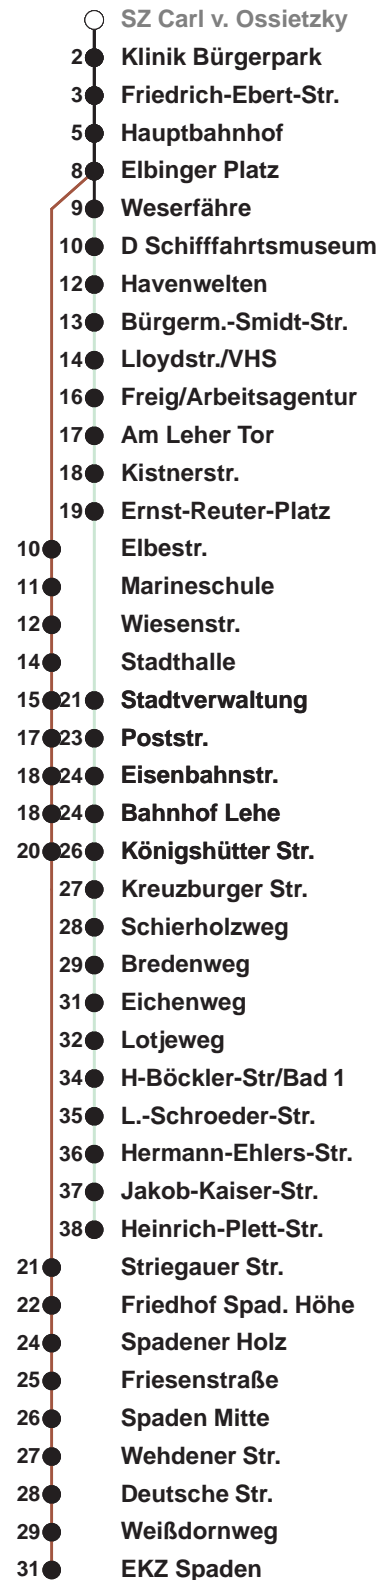 SZ Carl v. Ossietzky
2 Klinik Bürgerpark
3 Friedrich-Ebert-Str.
5 Hauptbahnhof
8 Elbinger Platz
9 Weserfähre
10 D Schifffahrtsmuseum
12 Havenwelten
13 Bürgerm.-Smidt-Str.
14 Lloydstr./VHS
16 Freig/Arbeitsagentur
17 Am Leher Tor
18 Kistnerstr.
19 Ernst-Reuter-Platz
10 Elbestr.
11 Marineschule
12 Wiesenstr.
14 Stadthalle
15 21 Stadtverwaltung
17 23 Poststr.
18 24 Eisenbahnstr.
18 24 Bahnhof Lehe
20 26 Königshütter Str.
27 Kreuzburger Str.
28 Schierholzweg
29 Bredenweg
31 Eichenweg
32 Lotjeweg
34 H-Böckler-Str/Bad 1
35 L.-Schroeder-Str.
36 Hermann-Ehlers-Str.
37 Jakob-Kaiser-Str.
38 Heinrich-Plett-Str.
21 Striegauer Str.
22 Friedhof Spad. Höhe
24 Spadener Holz
25 Friesenstraße
26 Spaden Mitte
27 Wehdener Str.
28 Deutsche Str.
29 Weißdornweg
31 EKZ Spaden